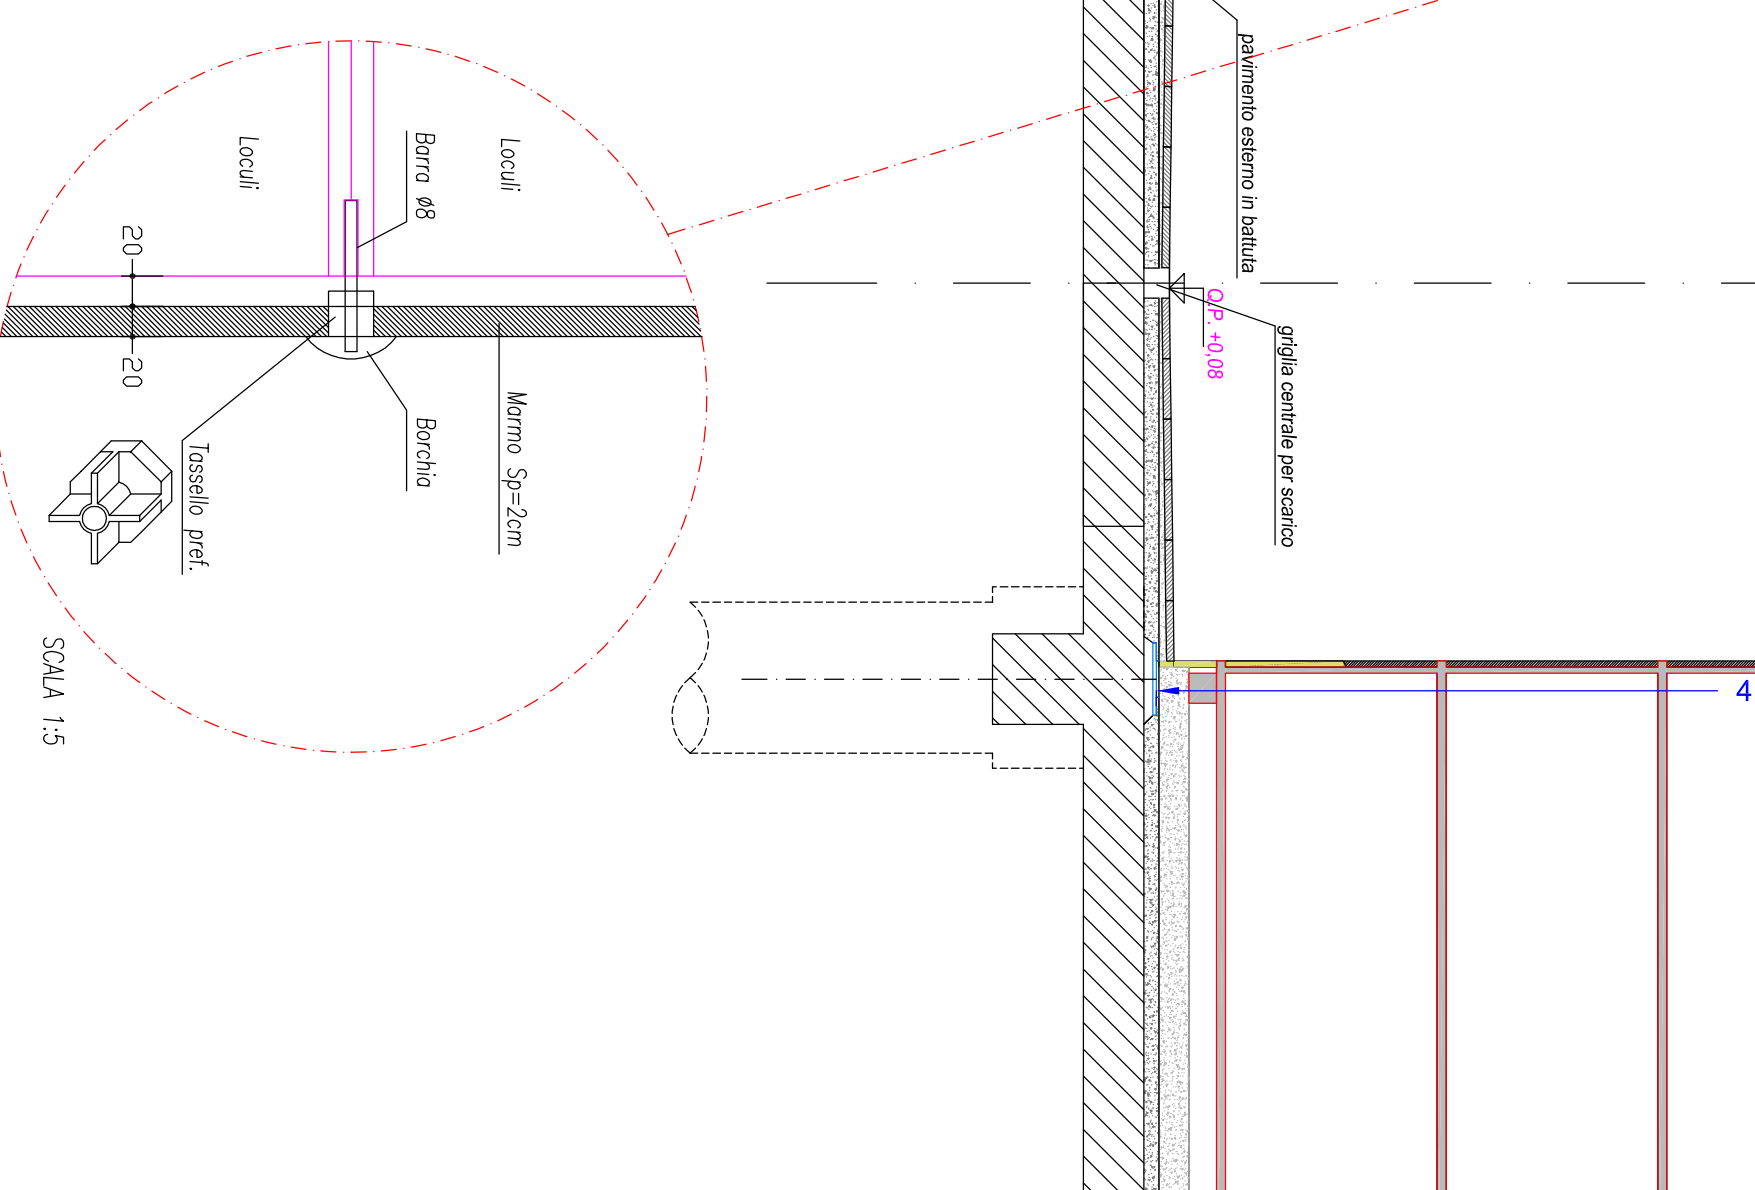 pavimento esterno in battuta
Q.P. +0,08
griglia centrale per scarico
Loculi
Barra ø8
Loculi
20
20
Marmo Sp=2cm
Borchia
Tassello pref.
SCALA 1:5
4